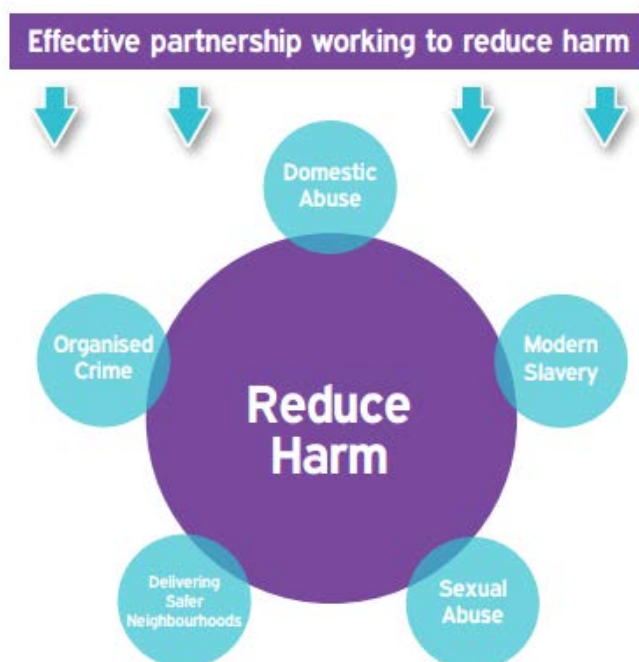 Effective partnership working to reduce harm
Domestic
Abuse
Organised
Crime
Modern
Slavery
Reduce
Harm
Delivering
Safer
Neighbourhoods
Sexual
Abuse